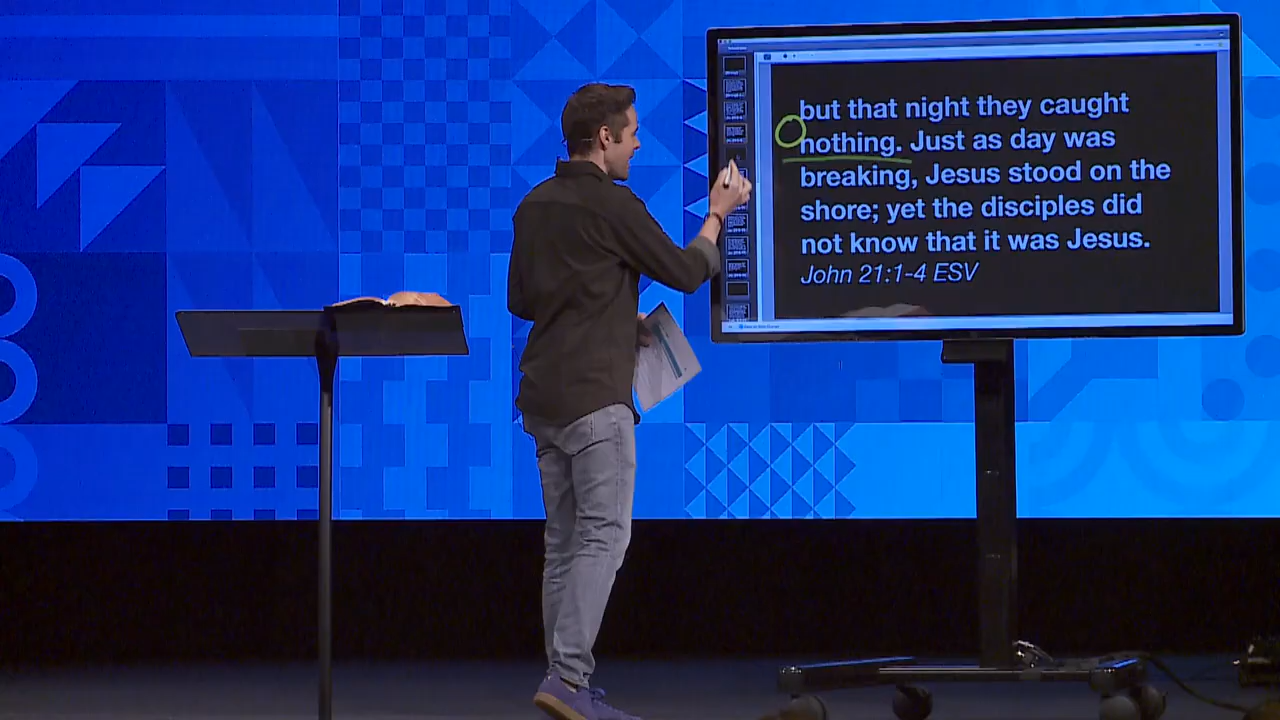 but that night they caught
nothing. Just as day was
breaking, Jesus stood on the
shore; yet the disciples did
not know that it was Jesus.
John 21:1-4 ESV